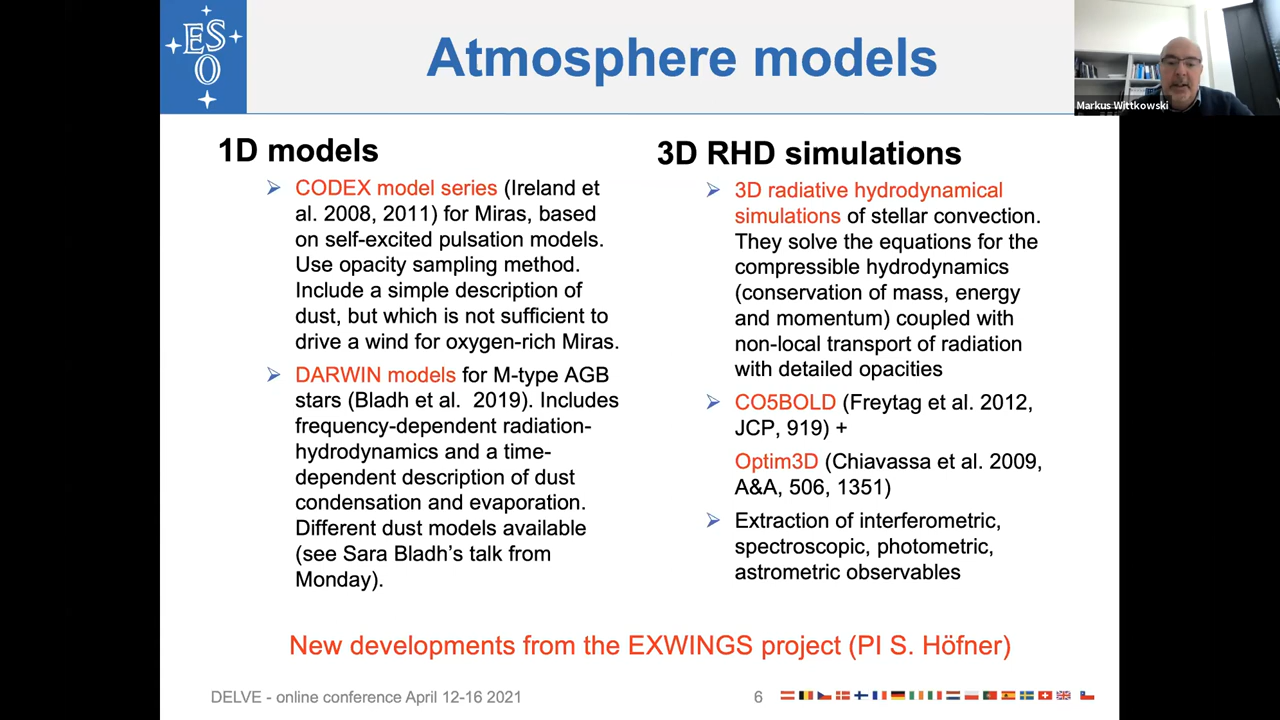 ES
O
Atmosphere models
Markus Wittkowski
1D models
➢ CODEX model series (Ireland et
al. 2008, 2011) for Miras, based
on self-excited pulsation models.
Use opacity sampling method.
Include a simple description of
dust, but which is not sufficient to
drive a wind for oxygen-rich Miras.
➢ DARWIN models for M-type AGB
stars (Bladh et al. 2019). Includes
frequency-dependent radiation-
hydrodynamics and a time-
dependent description of dust
condensation and evaporation.
Different dust models available
(see Sara Bladh's talk from
Monday).
3D RHD simulations
➢ 3D radiative hydrodynamical
simulations of stellar convection.
They solve the equations for the
compressible hydrodynamics
(conservation of mass, energy
and momentum) coupled with
non-local transport of radiation
with detailed opacities
➢ CO5BOLD (Freytag et al. 2012,
JCP, 919) +
Optim3D (Chiavassa et al. 2009,
A&A, 506, 1351)
➢ Extraction of interferometric,
spectroscopic, photometric,
astrometric observables
New developments from the EXWINGS project (PI S. Höfner)
DELVE - online conference April 12-16 2021
6